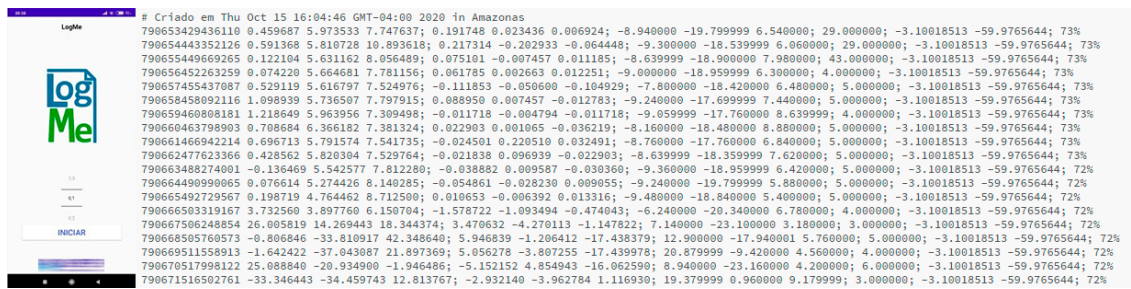 LogMe
Log
Me
0,1
INICIAR
# Criado em Thu Oct 15 16:04:46 GMT-04:00 2020 in Amazonas
790653429436110 0.459687 5.973533 7.747637; 0.191748 0.023436 0.006924; -8.940000 -19.799999 6.540000; 29.000000; -3.10018513 -59.9765644; 73%
790654443352126 0.591368 5.810728 10.893618; 0.217314 -0.202933 -0.064448; -9.300000 -18.539999 6.060000; 29.000000; -3.10018513 -59.9765644; 73%
790655449669265 0.122104 5.631162 8.056489; 0.075101 -0.007457 0.011185; -8.639999 -18.900000 7.980000; 43.000000; -3.10018513 -59.9765644; 73%
790656452263259 0.074220 5.664681 7.781156; 0.061785 0.002663 0.012251; -9.000000 -18.959999 6.300000; 4.000000; -3.10018513 -59.9765644; 73%
790657455437087 0.529119 5.616797 7.524976; -0.111853 -0.050600 -0.104929; -7.800000 -18.420000 6.480000; 5.000000; -3.10018513 -59.9765644; 73%
790658458092116 1.098939 5.736507 7.797915; 0.088950 0.007457 -0.012783; -9.240000 -17.699999 7.440000; 5.000000; -3.10018513 -59.9765644; 73%
790659460808181 1.218649 5.963956 7.309498; -0.011718 -0.004794 -0.011718; -9.059999 -17.760000 8.639999; 4.000000; -3.10018513 -59.9765644; 73%
790660463798903 0.708684 6.366182 7.381324; 0.022903 0.001065 -0.036219; -8.160000 -18.480000 8.880000; 5.000000; -3.10018513 -59.9765644; 73%
790661466942214 0.696713 5.791574 7.541735; -0.024501 0.220510 0.032491; -8.760000 -17.760000 6.840000; 5.000000; -3.10018513 -59.9765644; 73%
790662477623366 0.428562 5.820304 7.529764; -0.021838 0.096939 -0.022903; -8.639999 -18.359999 7.620000; 5.000000; -3.10018513 -59.9765644; 73%
790663488274001 -0.136469 5.542577 7.812280; -0.038882 0.009587 -0.030360; -9.360000 -18.959999 6.420000; 5.000000; -3.10018513 -59.9765644; 72%
790664490990065 0.076614 5.274426 8.140285; -0.054861 -0.028230 0.009055; -9.240000 -19.799999 5.880000; 5.000000; -3.10018513 -59.9765644; 72%
790665492729567 0.198719 4.764462 8.712500; 0.010653 -0.006392 0.013316; -9.480000 -18.840000 5.400000; 5.000000; -3.10018513 -59.9765644; 72%
790666503319167 3.732560 3.897760 6.150704; -1.578722 -1.093494 -0.474043; -6.240000 -20.340000 6.780000; 4.000000; -3.10018513 -59.9765644; 72%
790667506248854 26.005819 14.269443 18.344374; 3.470632 -4.270113 -1.147822; 7.140000 -23.100000 3.180000; 3.000000; -3.10018513 -59.9765644; 72%
790668505760573 -0.806846 -33.810917 42.348640; 5.946839 -1.206412 -17.438379; 12.900000 -17.940001 5.760000; 5.000000; -3.10018513 -59.9765644; 72%
790669511558913 -1.642422 -37.043087 21.897369; 5.056278 -3.807255 -17.439978; 20.879999 -9.420000 4.560000; 4.000000; -3.10018513 -59.9765644; 72%
790670517998122 25.088840 -20.934900 -1.946486; -5.152152 4.854943 -16.062590; 8.940000 -23.160000 4.200000; 6.000000; -3.10018513 -59.9765644; 72%
790671516502761 -33.346443 -34.459743 12.813767; -2.932140 -3.962784 1.116930; 19.379999 0.960000 9.179999; 3.000000; -3.10018513 -59.9765644; 72%